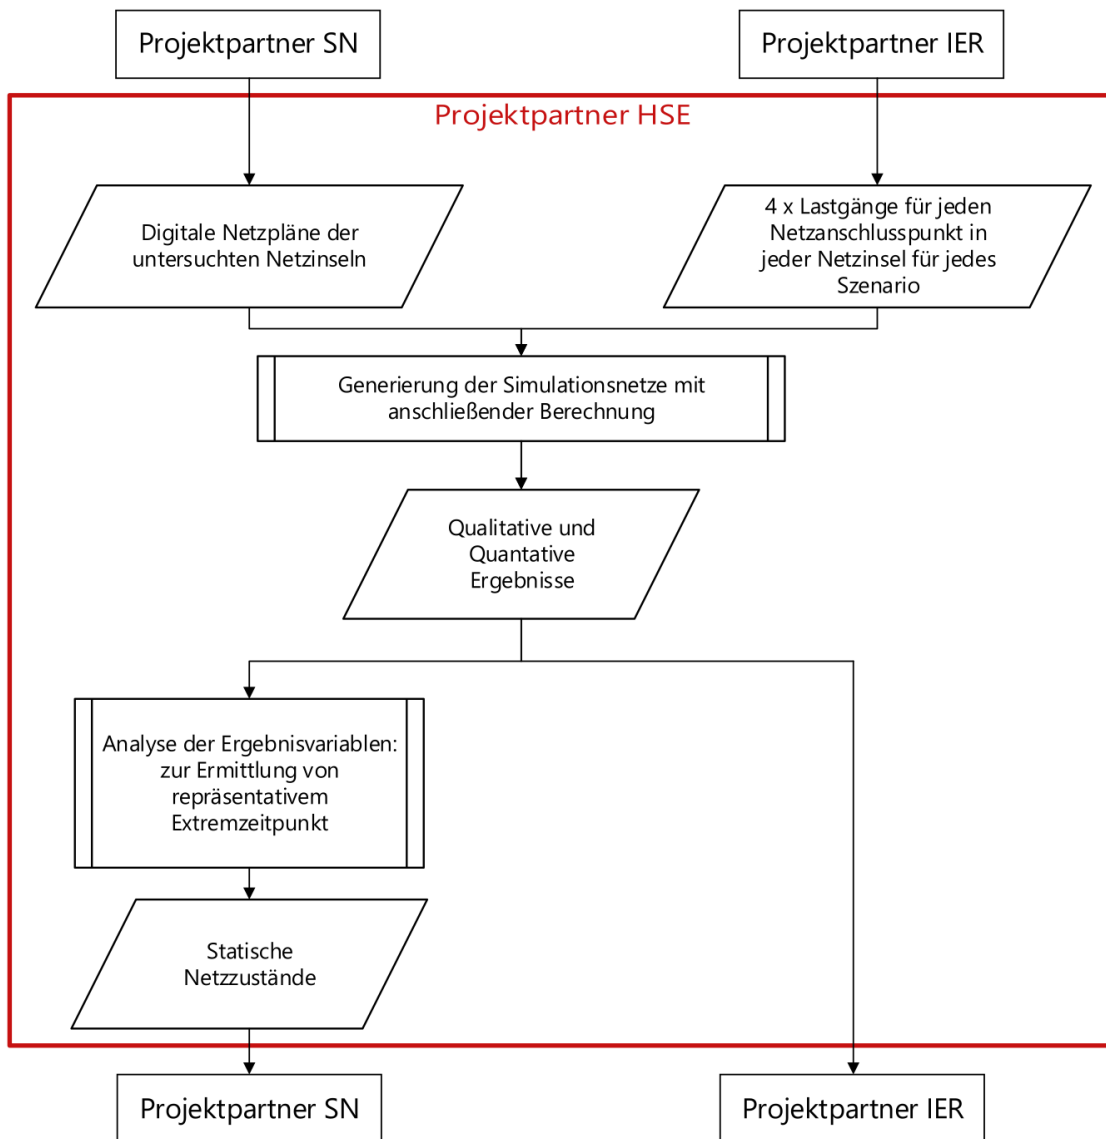 Projektpartner SN
Projektpartner IER
Projektpartner HSE
Digitale Netzpläne der
untersuchten Netzinseln
4 x Lastgänge für jeden
Netzanschlusspunkt in
jeder Netzinsel für jedes
Szenario
Generierung der Simulationsnetze mit
anschließender Berechnung
Qualitative und
Quantative
Ergebnisse
Analyse der Ergebnisvariablen:
zur Ermittlung von
repräsentativem
Extremzeitpunkt
Statische
Netzzustände
Projektpartner SN
Projektpartner IER